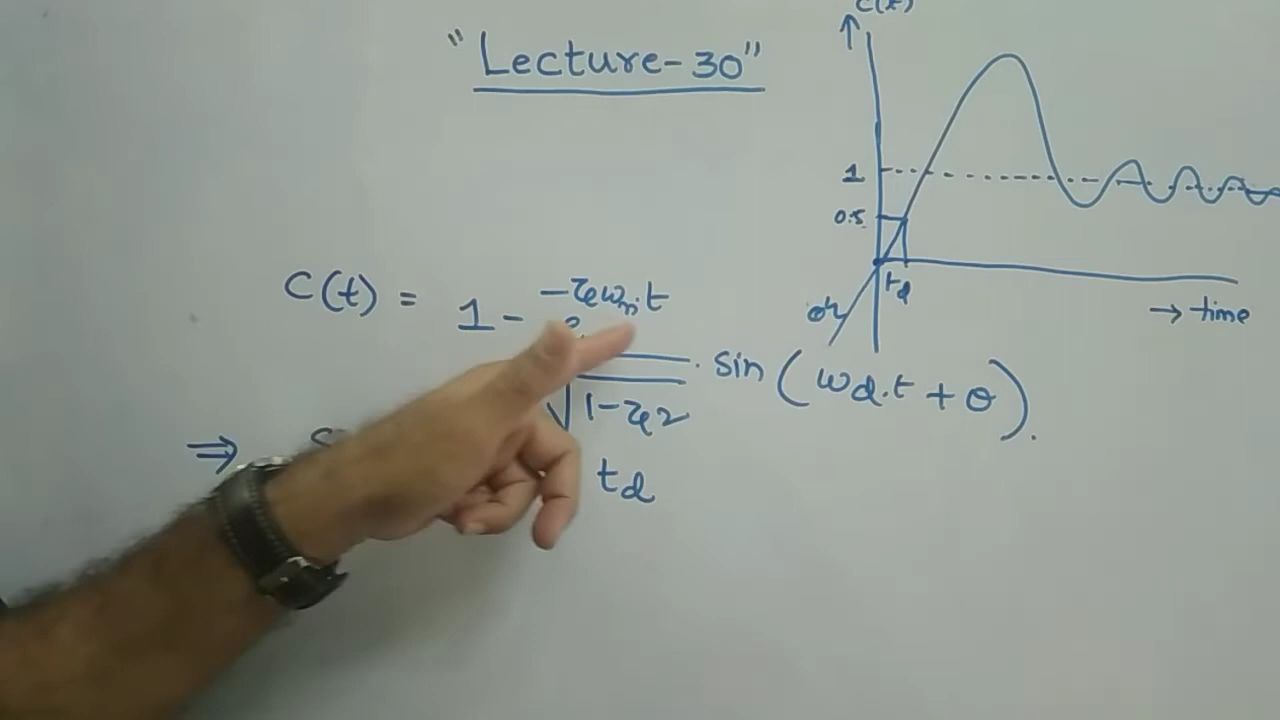 "Lecture-30"
C(t)
1
0.5
td
→ time
C(t) = 1 - e^(-ζωn t) / √(1-ζ2) . sin (ωd.t + θ).
⇒
td